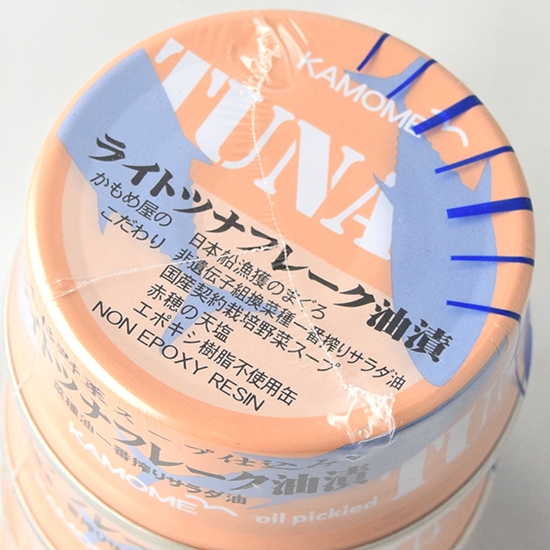 KAMOME
TUNA
ライトツナフレーク油漬
かもめ屋の
こだわり
日本船漁獲のまぐろ
非遺伝子組換菜種一番搾りサラダ油
国産契約栽培野菜スープ
赤穂の天塩
エポキシ樹脂不使用缶
NON EPOXY RESIN
ライトツナフレーク油漬
菜種油一番搾りサラダ油
KAMOME
oil pickled
TU